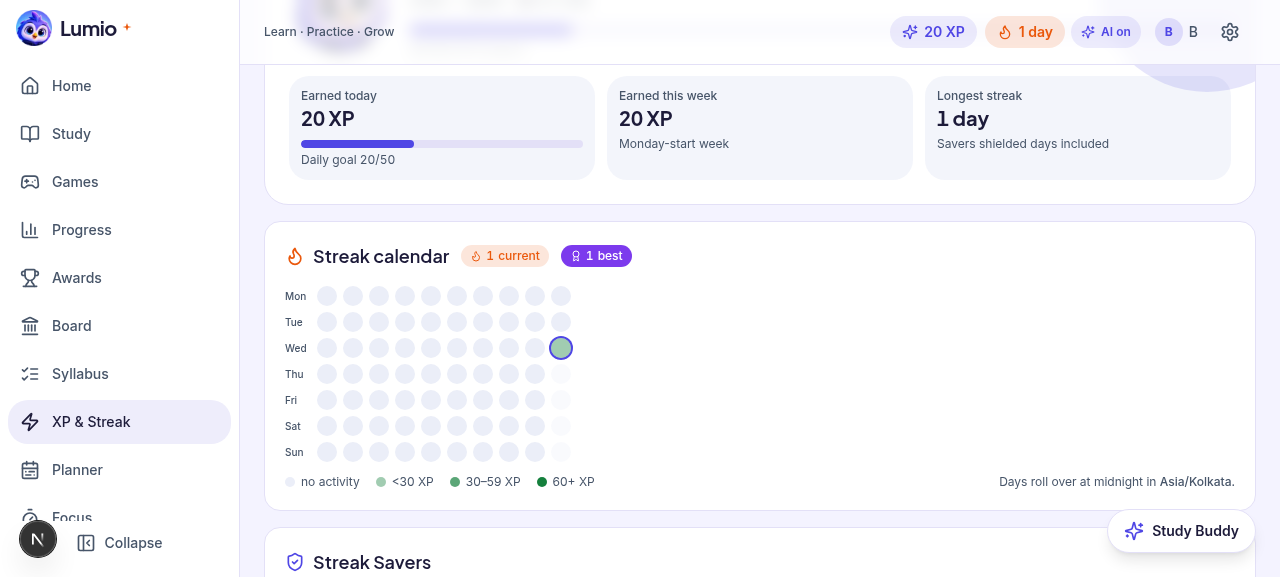 Lumio
Learn · Practice · Grow
20 XP
1 day
AI on
B
B
Home
Study
Games
Progress
Awards
Board
Syllabus
XP & Streak
Planner
Focus
N
Collapse
Earned today
20 XP
Daily goal 20/50
Earned this week
20 XP
Monday-start week
Longest streak
1 day
Savers shielded days included
Streak calendar
1 current
1 best
Mon
Tue
Wed
Thu
Fri
Sat
Sun
no activity
<30 XP
30–59 XP
60+ XP
Days roll over at midnight in Asia/Kolkata.
Study Buddy
Streak Savers